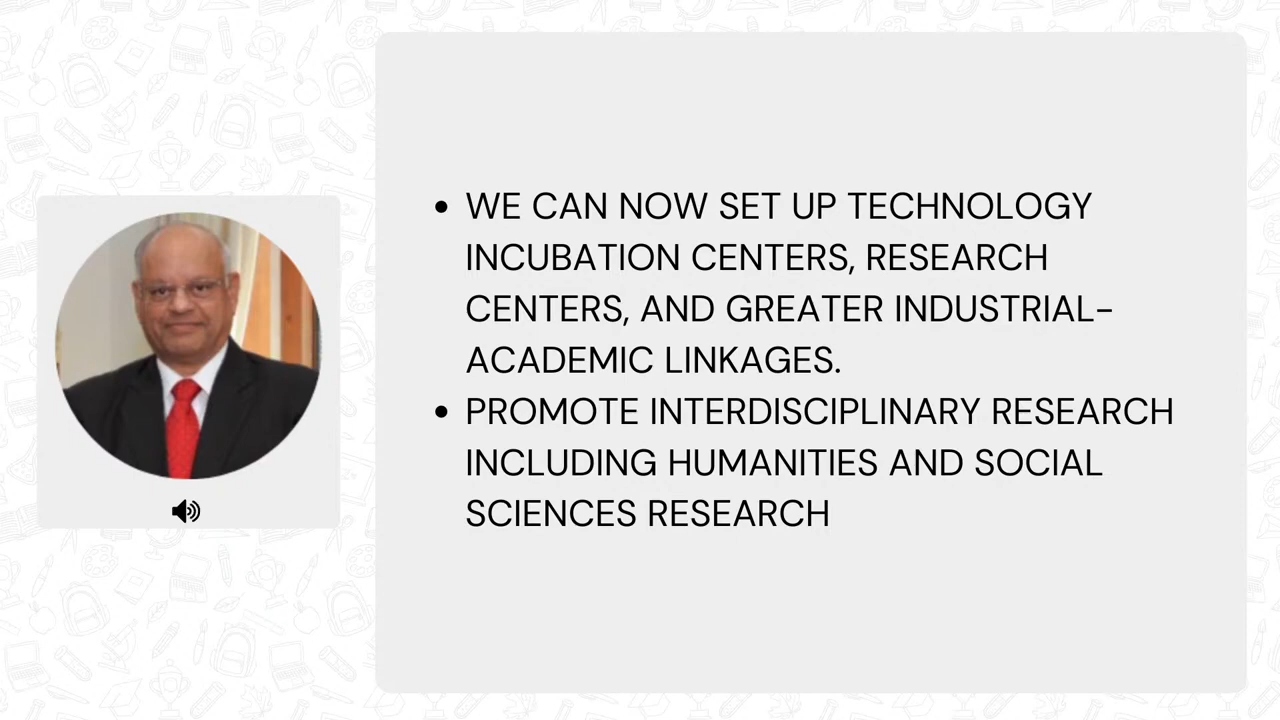 • WE CAN NOW SET UP TECHNOLOGY
INCUBATION CENTERS, RESEARCH
CENTERS, AND GREATER INDUSTRIAL-
ACADEMIC LINKAGES.
• PROMOTE INTERDISCIPLINARY RESEARCH
INCLUDING HUMANITIES AND SOCIAL
SCIENCES RESEARCH